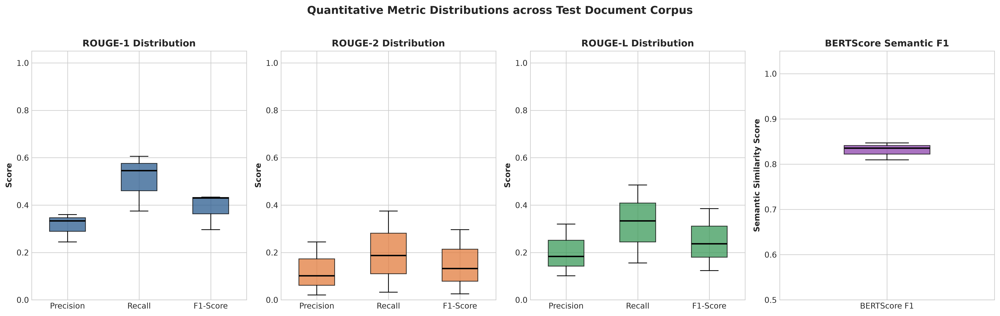 Quantitative Metric Distributions across Test Document Corpus
ROUGE-1 Distribution
Score
1.0
0.8
0.6
0.4
0.2
0.0
Precision Recall F1-Score
ROUGE-2 Distribution
Score
1.0
0.8
0.6
0.4
0.2
0.0
Precision Recall F1-Score
ROUGE-L Distribution
Score
1.0
0.8
0.6
0.4
0.2
0.0
Precision Recall F1-Score
BERTScore Semantic F1
Semantic Similarity Score
1.0
0.9
0.8
0.7
0.6
0.5
BERTScore F1